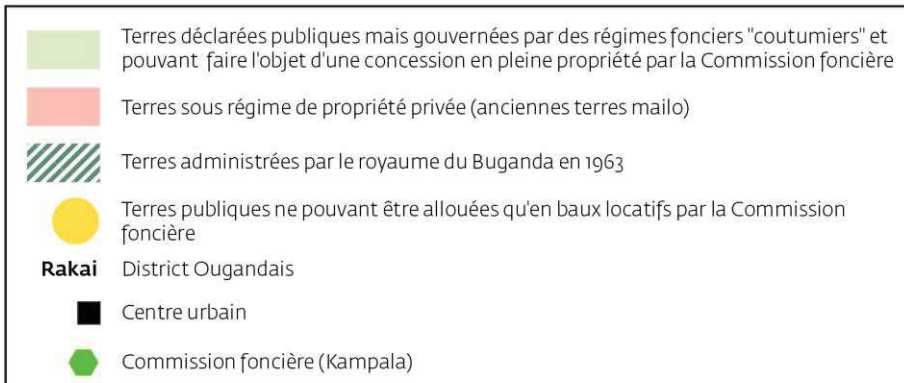 Terres déclarées publiques mais gouvernées par des régimes fonciers "coutumiers" et
pouvant faire l'objet d'une concession en pleine propriété par la Commission foncière
Terres sous régime de propriété privée (anciennes terres mailo)
Terres administrées par le royaume du Buganda en 1963
Terres publiques ne pouvant être allouées qu'en baux locatifs par la Commission
foncière
Rakai District Ougandais
Centre urbain
Commission foncière (Kampala)